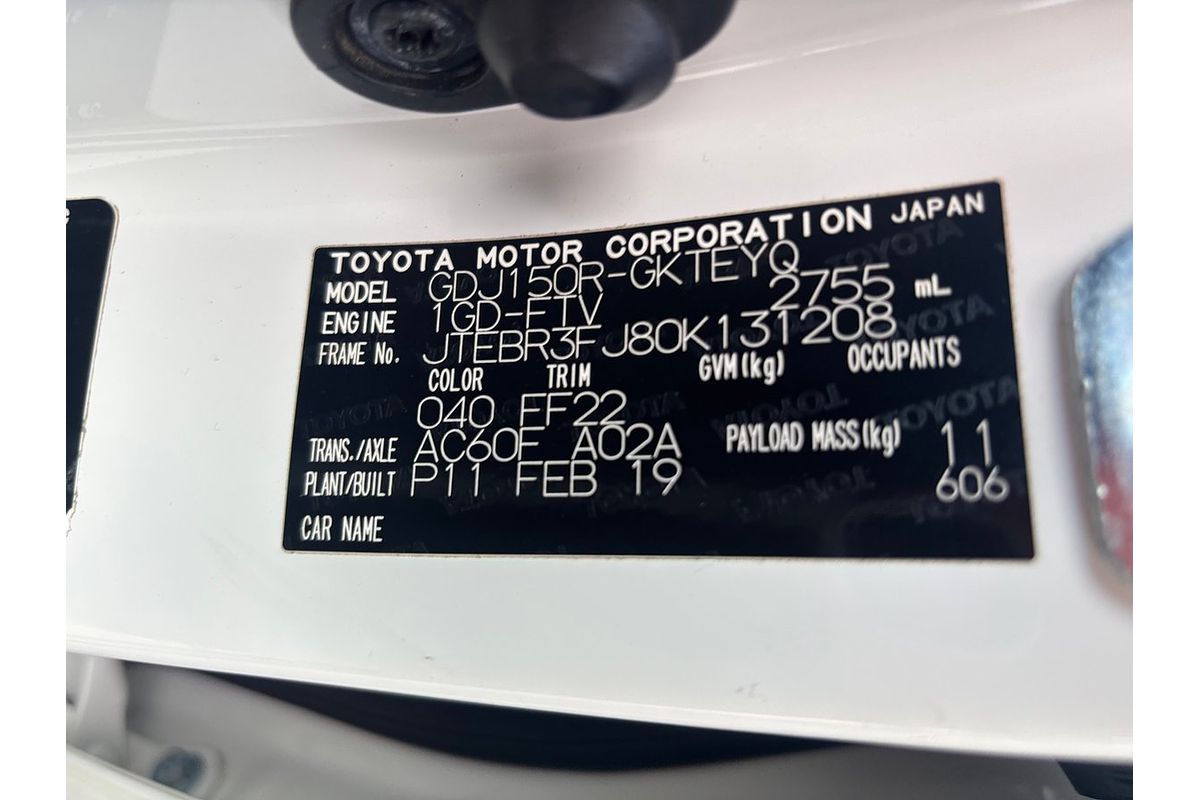 TOYOTA MOTOR CORPORATION JAPAN
MODEL GDJ150R-GKTEYQ
ENGINE 1GD-FTV 2755 mL
FRAME No. JTEBR3FJ80K131208
COLOR TRIM GVM(kg) OCCUPANTS
040 FF22
TRANS./AXLE AC60F A02A PAYLOAD MASS(kg) 11
PLANT/BUILT P11 FEB 19 606
CAR NAME